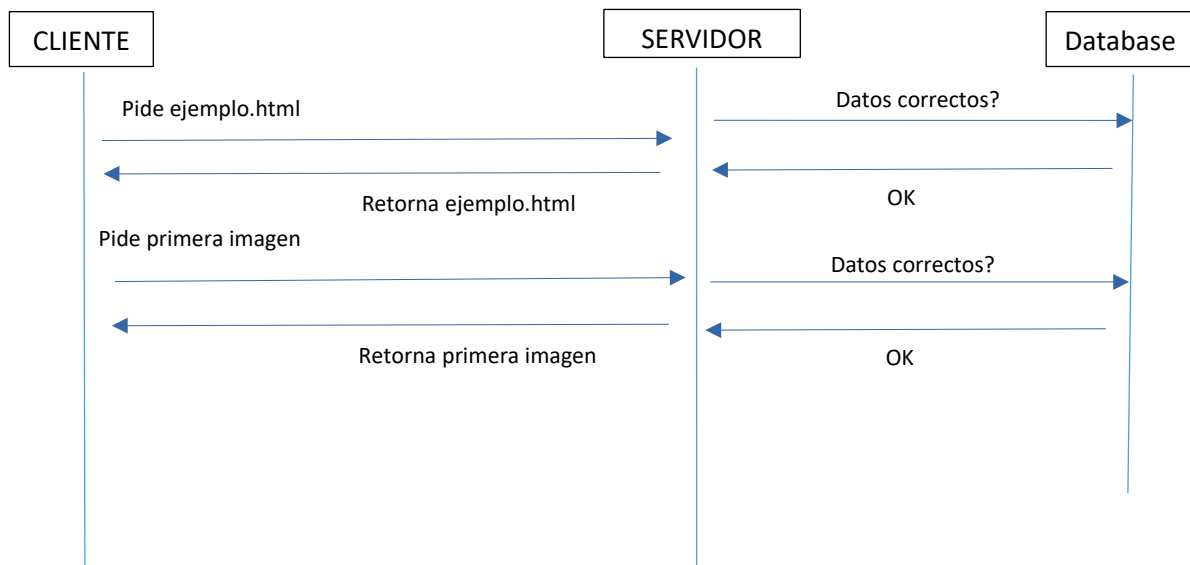 CLIENTE
SERVIDOR
Database
Pide ejemplo.html
Datos correctos?
Retorna ejemplo.html
OK
Pide primera imagen
Datos correctos?
Retorna primera imagen
OK